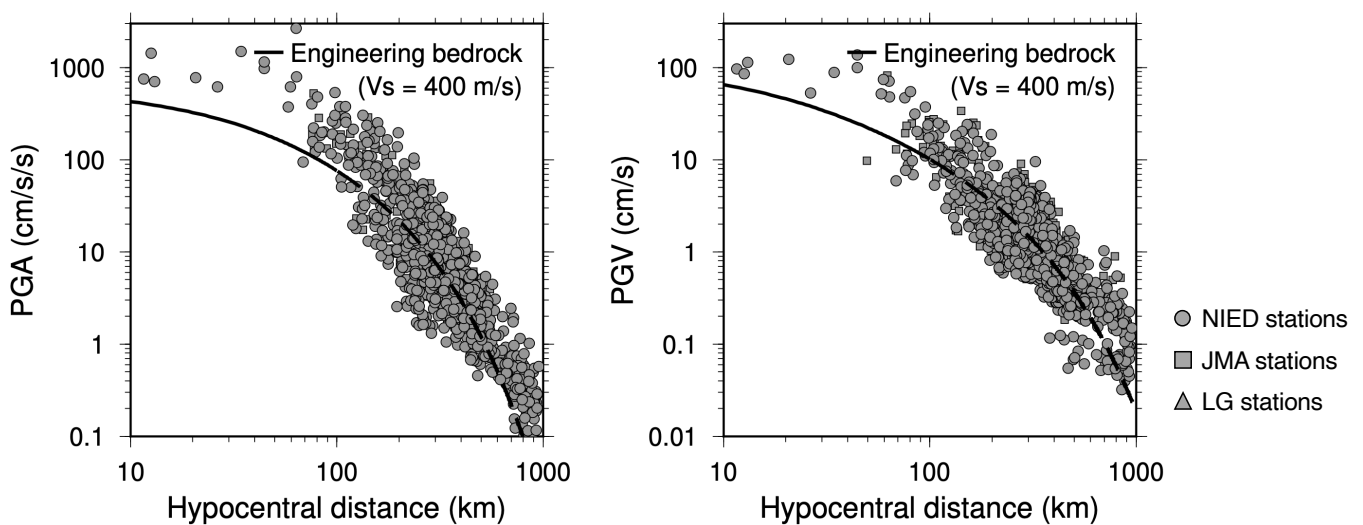 PGA (cm/s/s)
1000
100
10
1
0.1
10
100
1000
Hypocentral distance (km)
Engineering bedrock
(Vs = 400 m/s)
PGV (cm/s)
100
10
1
0.1
0.01
10
100
1000
Hypocentral distance (km)
Engineering bedrock
(Vs = 400 m/s)
NIED stations
JMA stations
LG stations